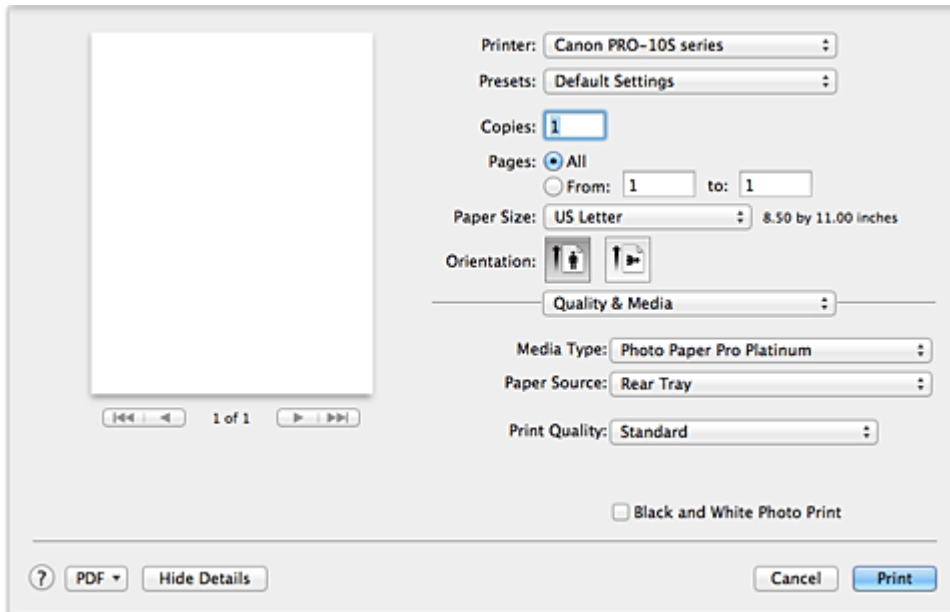 Printer: Canon PRO-10S series
Presets: Default Settings
Copies: 1
Pages: All
From: 1 to: 1
Paper Size: US Letter 8.50 by 11.00 inches
Orientation:
Quality & Media
Media Type: Photo Paper Pro Platinum
Paper Source: Rear Tray
1 of 1
Print Quality: Standard
Black and White Photo Print
? PDF Hide Details Cancel Print